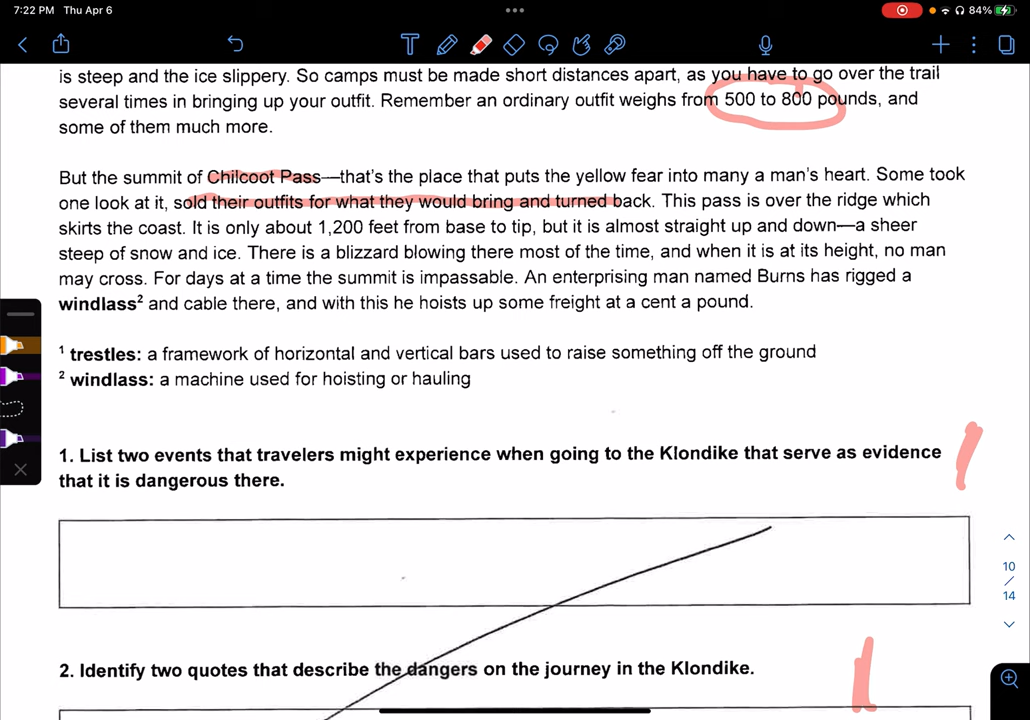 7:22 PM Thu Apr 6
84%
is steep and the ice slippery. So camps must be made short distances apart, as you have to go over the trail
several times in bringing up your outfit. Remember an ordinary outfit weighs from 500 to 800 pounds, and
some of them much more.
But the summit of Chilcoot Pass—that's the place that puts the yellow fear into many a man's heart. Some took
one look at it, sold their outfits for what they would bring and turned back. This pass is over the ridge which
skirts the coast. It is only about 1,200 feet from base to tip, but it is almost straight up and down—a sheer
steep of snow and ice. There is a blizzard blowing there most of the time, and when it is at its height, no man
may cross. For days at a time the summit is impassable. An enterprising man named Burns has rigged a
windlass² and cable there, and with this he hoists up some freight at a cent a pound.
¹ trestles: a framework of horizontal and vertical bars used to raise something off the ground
² windlass: a machine used for hoisting or hauling
1. List two events that travelers might experience when going to the Klondike that serve as evidence
that it is dangerous there.
10
/
14
2. Identify two quotes that describe the dangers on the journey in the Klondike.